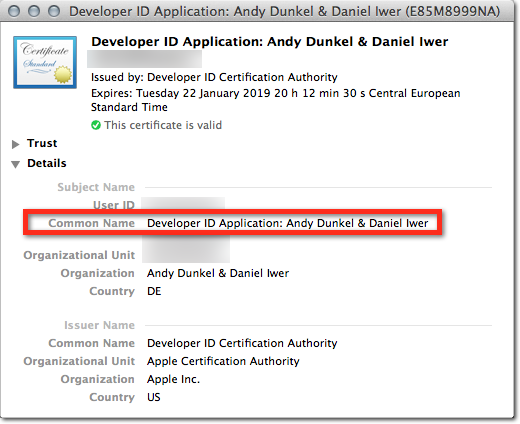 Developer ID Application: Andy Dunkel & Daniel Iwer (E85M8999NA)
Certificate
Standard
Developer ID Application: Andy Dunkel & Daniel Iwer
Issued by: Developer ID Certification Authority
Expires: Tuesday 22 January 2019 20 h 12 min 30 s Central European
Standard Time
This certificate is valid
Trust
Details
Subject Name
User ID
Common Name Developer ID Application: Andy Dunkel & Daniel Iwer
Organizational Unit
Organization Andy Dunkel & Daniel Iwer
Country DE
Issuer Name
Common Name Developer ID Certification Authority
Organizational Unit Apple Certification Authority
Organization Apple Inc.
Country US